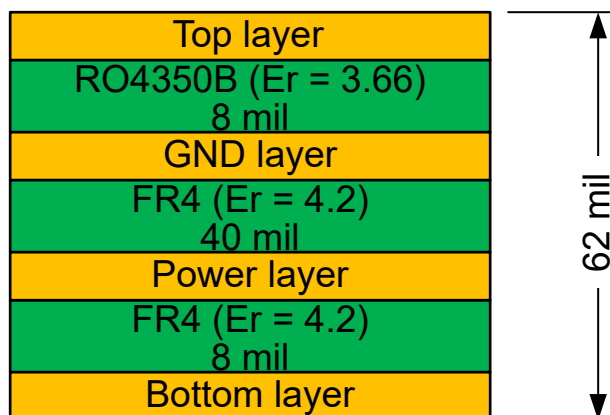 Top layer
RO4350B (Er = 3.66)
8 mil
GND layer
FR4 (Er = 4.2)
40 mil
Power layer
FR4 (Er = 4.2)
8 mil
Bottom layer
62 mil